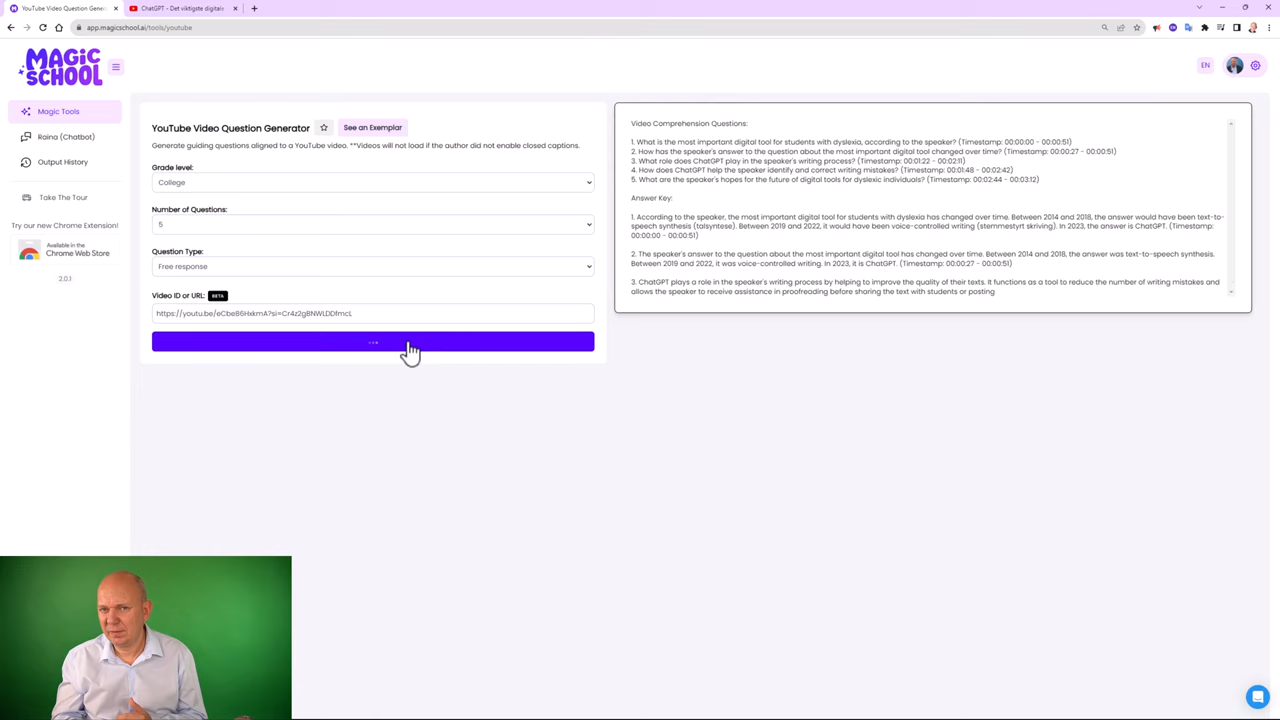 YouTube Video Question Gener
ChatGPT - Det viktigste digitale
app.magicschool.ai/tools/youtube
MAGIC
SCHOOL
EN
Magic Tools
Raina (Chatbot)
Output History
Take The Tour
Try our new Chrome Extension!
Available in the
Chrome Web Store
2.0.1
YouTube Video Question Generator
See an Exemplar
Generate guiding questions aligned to a YouTube video. **Videos will not load if the author did not enable closed captions.
Grade level:
College
Number of Questions:
5
Question Type:
Free response
Video ID or URL: BETA
https://youtu.be/eCbe86HxkmA?si=Cr4z2gBNWLDDfmcL
Video Comprehension Questions:
1. What is the most important digital tool for students with dyslexia, according to the speaker? (Timestamp: 00:00:00 - 00:00:51)
2. How has the speaker's answer to the question about the most important digital tool changed over time? (Timestamp: 00:00:27 - 00:00:51)
3. What role does ChatGPT play in the speaker's writing process? (Timestamp: 00:01:22 - 00:02:11)
4. How does ChatGPT help the speaker identify and correct writing mistakes? (Timestamp: 00:01:48 - 00:02:42)
5. What are the speaker's hopes for the future of digital tools for dyslexic individuals? (Timestamp: 00:02:44 - 00:03:12)
Answer Key:
1. According to the speaker, the most important digital tool for students with dyslexia has changed over time. Between 2014 and 2018, the answer would have been text-to-
speech synthesis (talsyntese). Between 2019 and 2022, it would have been voice-controlled writing (stemmestyrt skriving). In 2023, the answer is ChatGPT. (Timestamp:
00:00:00 - 00:00:51)
2. The speaker's answer to the question about the most important digital tool has changed over time. Between 2014 and 2018, the answer was text-to-speech synthesis.
Between 2019 and 2022, it was voice-controlled writing. In 2023, it is ChatGPT. (Timestamp: 00:00:27 - 00:00:51)
3. ChatGPT plays a role in the speaker's writing process by helping to improve the quality of their texts. It functions as a tool to reduce the number of writing mistakes and
allows the speaker to receive assistance in proofreading before sharing the text with students or posting